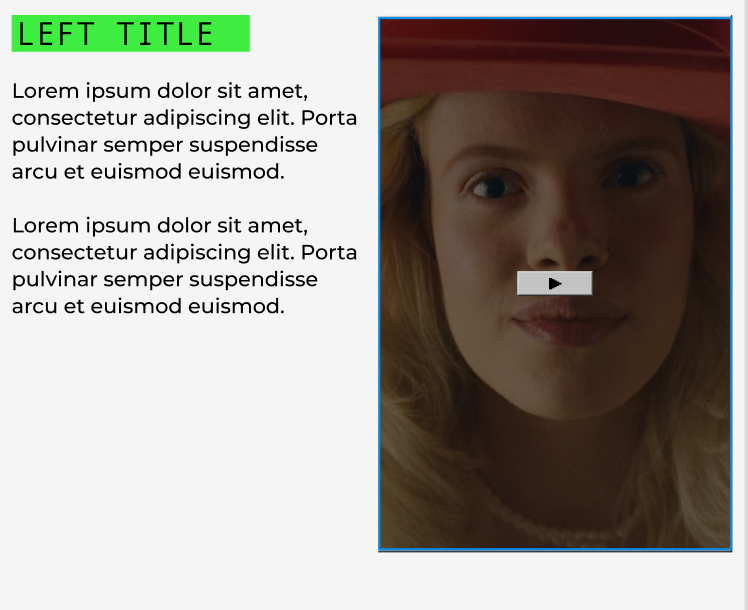 LEFT TITLE
Lorem ipsum dolor sit amet,
consectetur adipiscing elit. Porta
pulvinar semper suspendisse
arcu et euismod euismod.
Lorem ipsum dolor sit amet,
consectetur adipiscing elit. Porta
pulvinar semper suspendisse
arcu et euismod euismod.